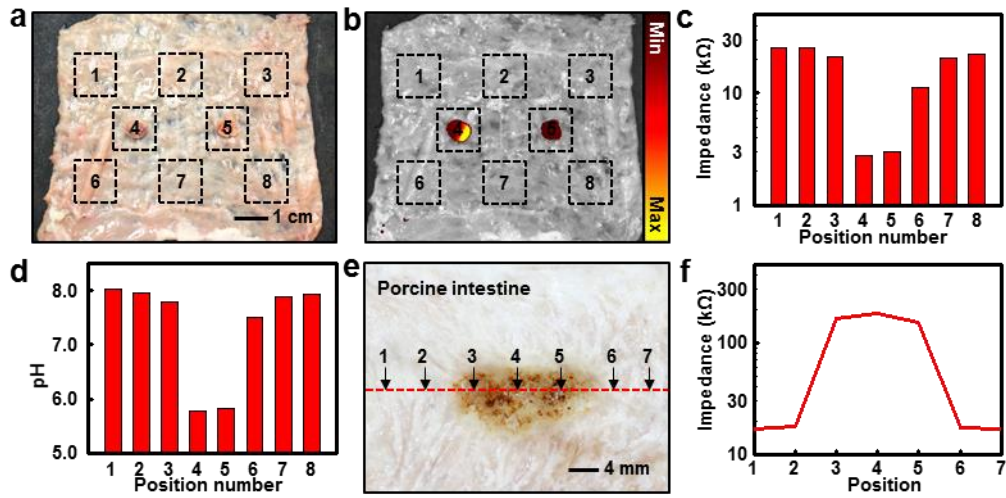 a
1 2 3
4 5
6 7 8
1 cm
b
1 2 3
4
6 7 8
Min
Max
c
Impedance (kΩ)
30
10
3
1
1 2 3 4 5 6 7 8
Position number
d
pH
8.0
7.0
6.0
5.0
1 2 3 4 5 6 7 8
Position number
e
Porcine intestine
1 2 3 4 5 6 7
4 mm
f
Impedance (kΩ)
300
100
30
10
1 2 3 4 5 6 7
Position